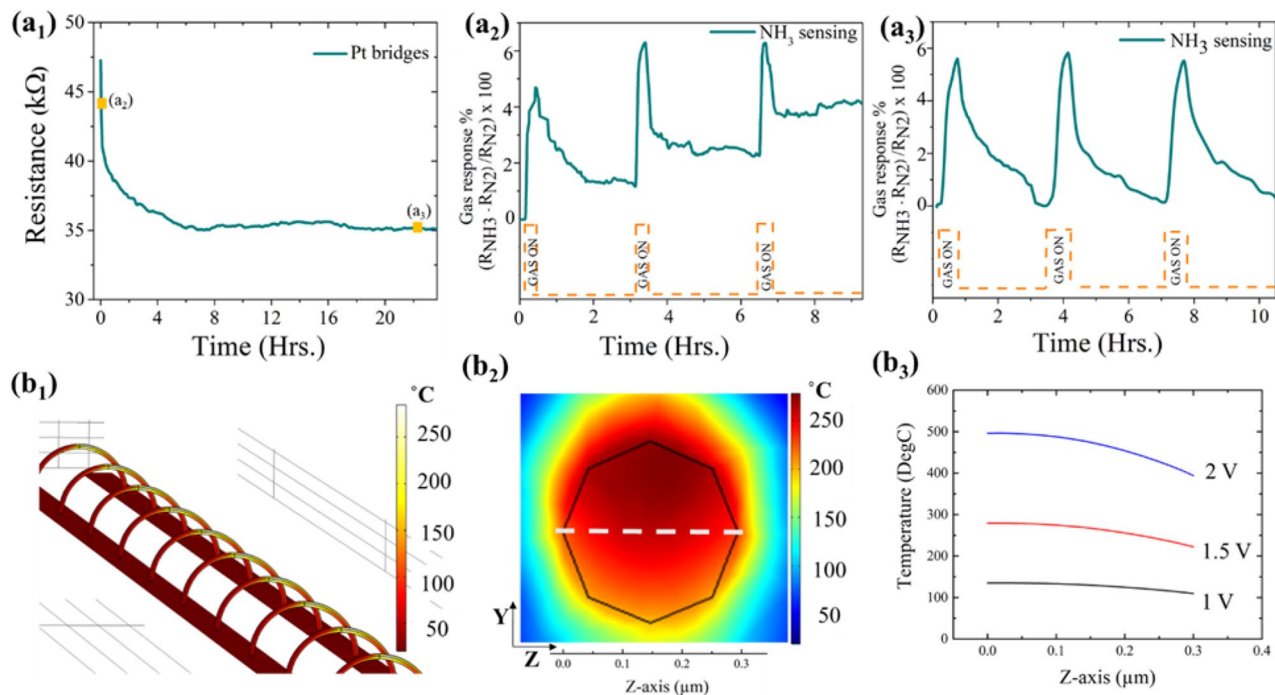 (a1)
Resistance (kΩ)
50
45
40
35
30
Pt bridges
(a2)
(a3)
0 4 8 12 16 20
Time (Hrs.)
(a2)
Gas response %
(RNH3 - RN2)/RN2) x 100
6
4
2
0
NH3 sensing
GAS ON
GAS ON
GAS ON
0 2 4 6 8
Time (Hrs.)
(a3)
Gas response %
(RNH3 - RN2)/RN2) x 100
6
4
2
0
NH3 sensing
GAS ON
GAS ON
GAS ON
0 2 4 6 8 10
Time (Hrs.)
(b1)
˚C
250
200
150
100
50
(b2)
˚C
250
200
150
100
50
Y
Z
0.0 0.1 0.2 0.3
Z-axis (µm)
(b3)
Temperature (DegC)
600
500
400
300
200
100
0
2 V
1.5 V
1 V
0.0 0.1 0.2 0.3
Z-axis (µm)